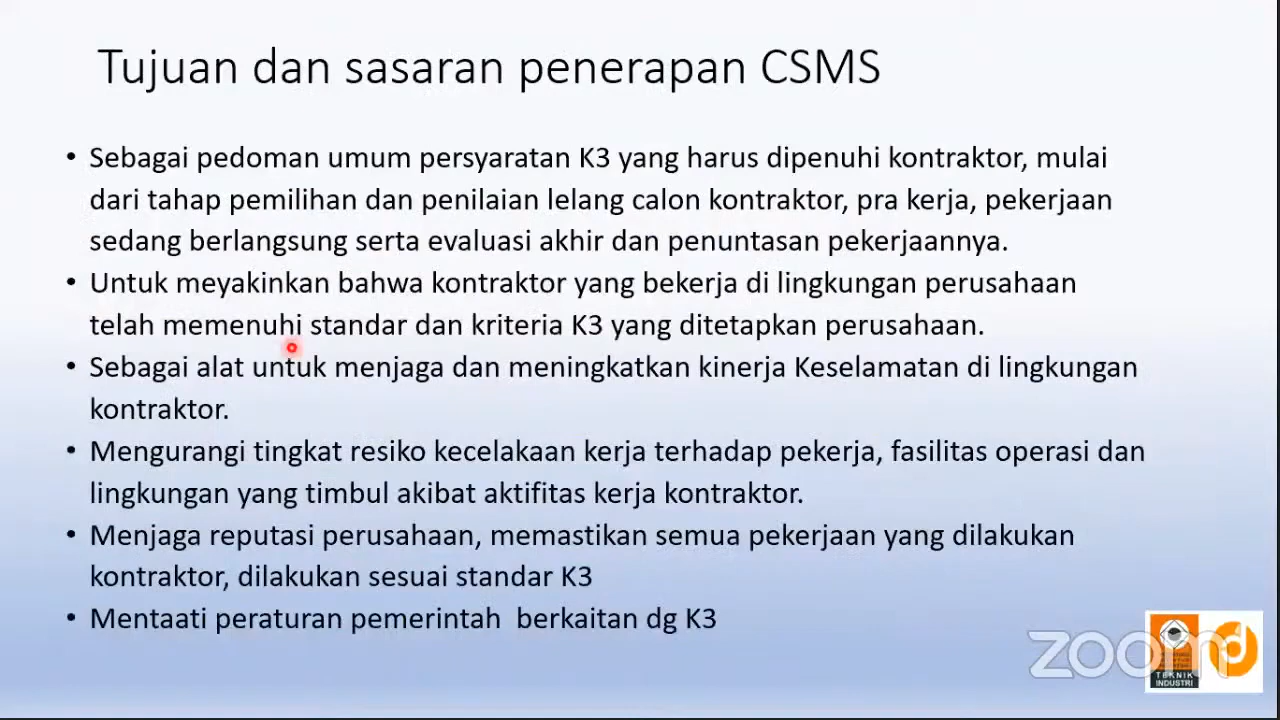 Tujuan dan sasaran penerapan CSMS
• Sebagai pedoman umum persyaratan K3 yang harus dipenuhi kontraktor, mulai
dari tahap pemilihan dan penilaian lelang calon kontraktor, pra kerja, pekerjaan
sedang berlangsung serta evaluasi akhir dan penuntasan pekerjaannya.
• Untuk meyakinkan bahwa kontraktor yang bekerja di lingkungan perusahaan
telah memenuhi standar dan kriteria K3 yang ditetapkan perusahaan.
• Sebagai alat untuk menjaga dan meningkatkan kinerja Keselamatan di lingkungan
kontraktor.
• Mengurangi tingkat resiko kecelakaan kerja terhadap pekerja, fasilitas operasi dan
lingkungan yang timbul akibat aktifitas kerja kontraktor.
• Menjaga reputasi perusahaan, memastikan semua pekerjaan yang dilakukan
kontraktor, dilakukan sesuai standar K3
• Mentaati peraturan pemerintah  berkaitan dg K3
zoom
TEKNIK
INDUSTRI